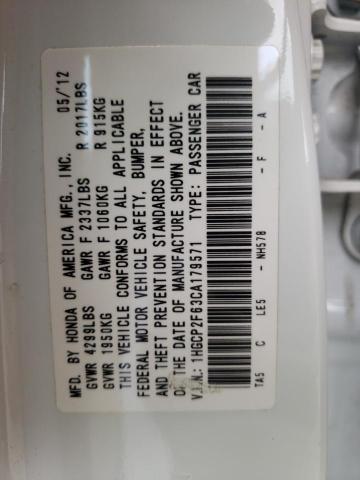 MFD. BY HONDA OF AMERICA MFG., INC. 05/'12
GVWR 4299LBS GAWR F 2337LBS R 2017LBS
GVWR 1950KG GAWR F 1060KG R 915KG
THIS VEHICLE CONFORMS TO ALL APPLICABLE
FEDERAL MOTOR VEHICLE SAFETY, BUMPER,
AND THEFT PREVENTION STANDARDS IN EFFECT
ON THE DATE OF MANUFACTURE SHOWN ABOVE.
V.I.N.: 1HGCP2F63CA179571 TYPE: PASSENGER CAR
TA5 C LE5 - NH578 - F - A